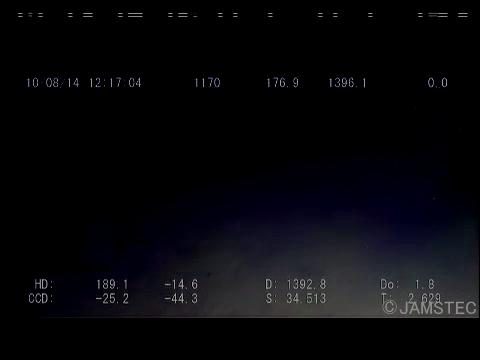 10 08/14 12:17:04 1170 176.9 1396.1 0.0
HD: 189.1 -14.6 D: 1392.8 Do: 1.8
CCD: -25.2 -44.3 S: 34.513 T: 2.629
©JAMSTEC